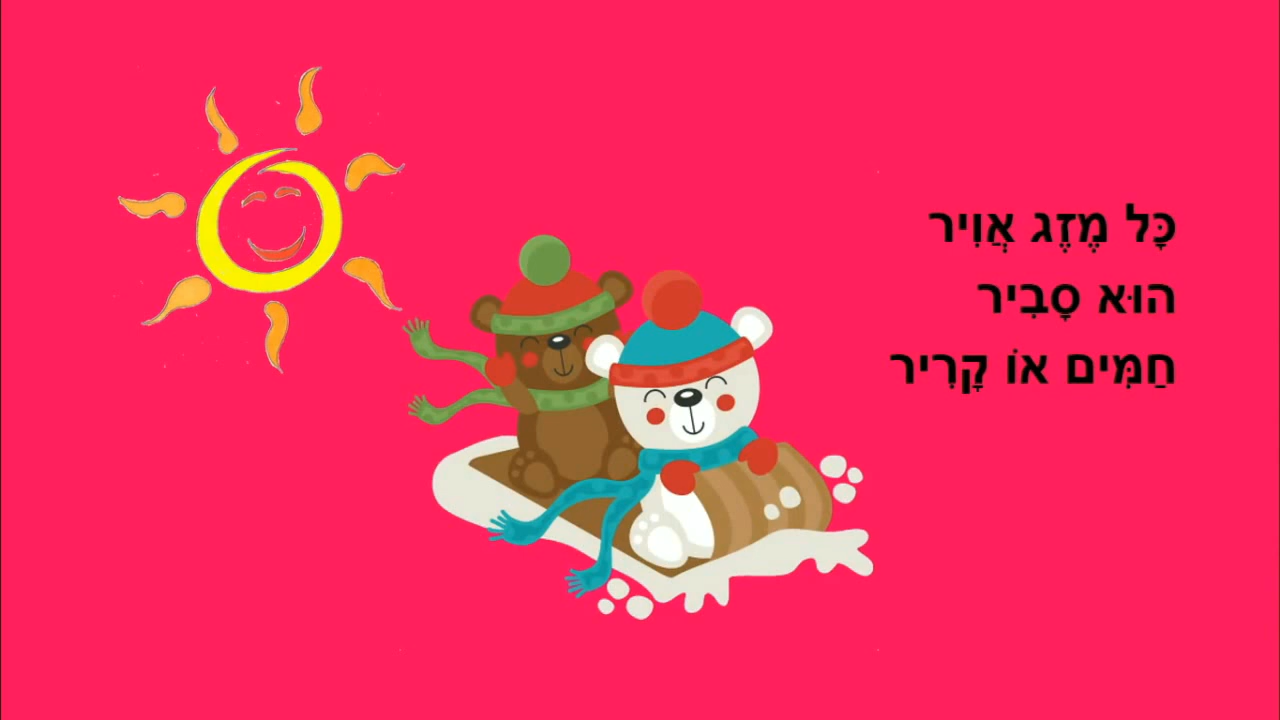 כָּל מֶזֶג אֲוִיר
הוּא סָבִיר
חַמִּים אוֹ קָרִיר